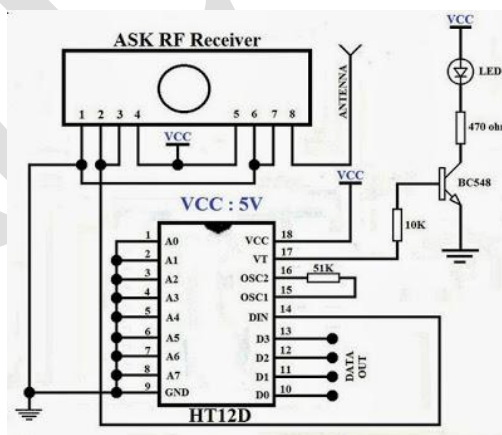 VCC
ASK RF Receiver
LED
1 2 3 4 5 6 7 8
ANTENNA
470 ohm
VCC
VCC
BC548
VCC : 5V
10K
1 A0 VCC 18
2 A1 VT 17
3 A2 OSC2 16 51K
4 A3 OSC1 15
5 A4 DIN 14
6 A5 D3 13
7 A6 D2 12
8 A7 D1 11
9 GND D0 10
DATA OUT
HT12D